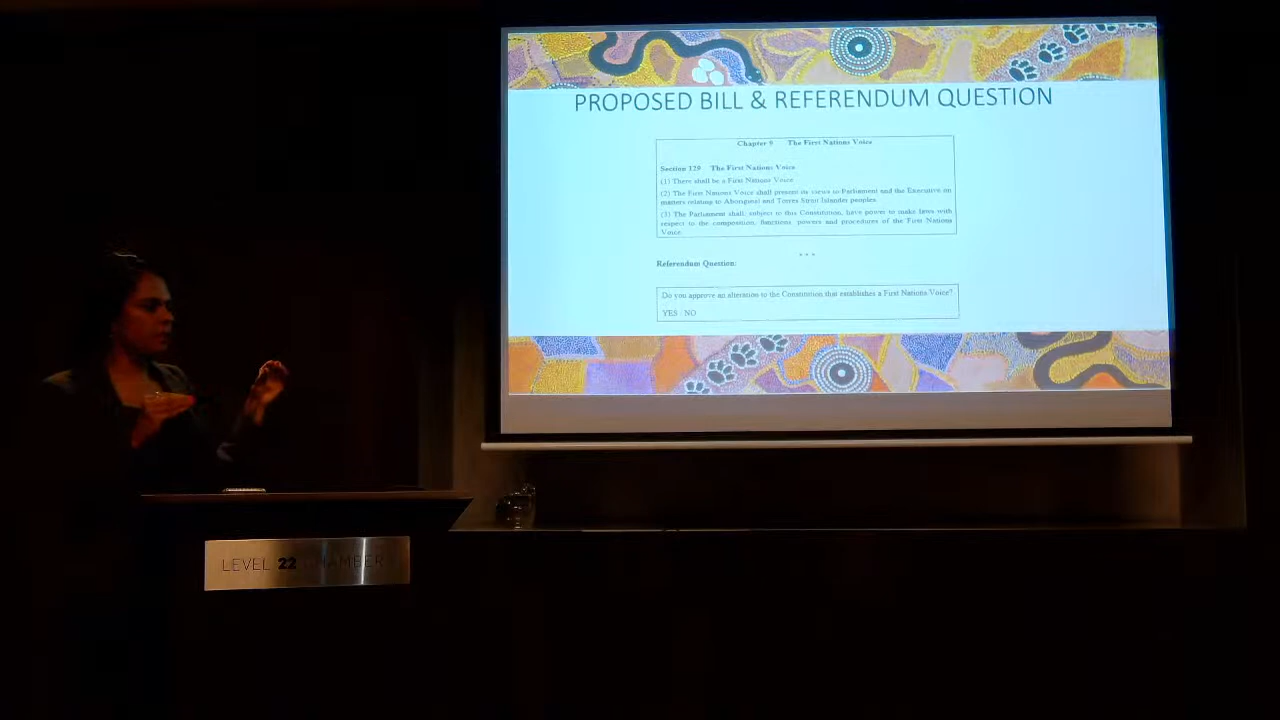 PROPOSED BILL & REFERENDUM QUESTION
Chapter 9 The First Nations Voice
Section 129 The First Nations Voice
(1) There shall be a First Nations Voice
(2) The First Nations Voice shall present its views to Parliament and the Executive on
matters relating to Aboriginal and Torres Strait Islander peoples.
(3) The Parliament shall, subject to this Constitution, have power to make laws with
respect to the composition, functions, powers and procedures of the First Nations
Voice.
* * *
Referendum Question:
Do you approve an alteration to the Constitution that establishes a First Nations Voice?
YES NO
LEVEL 22 CHAMBER